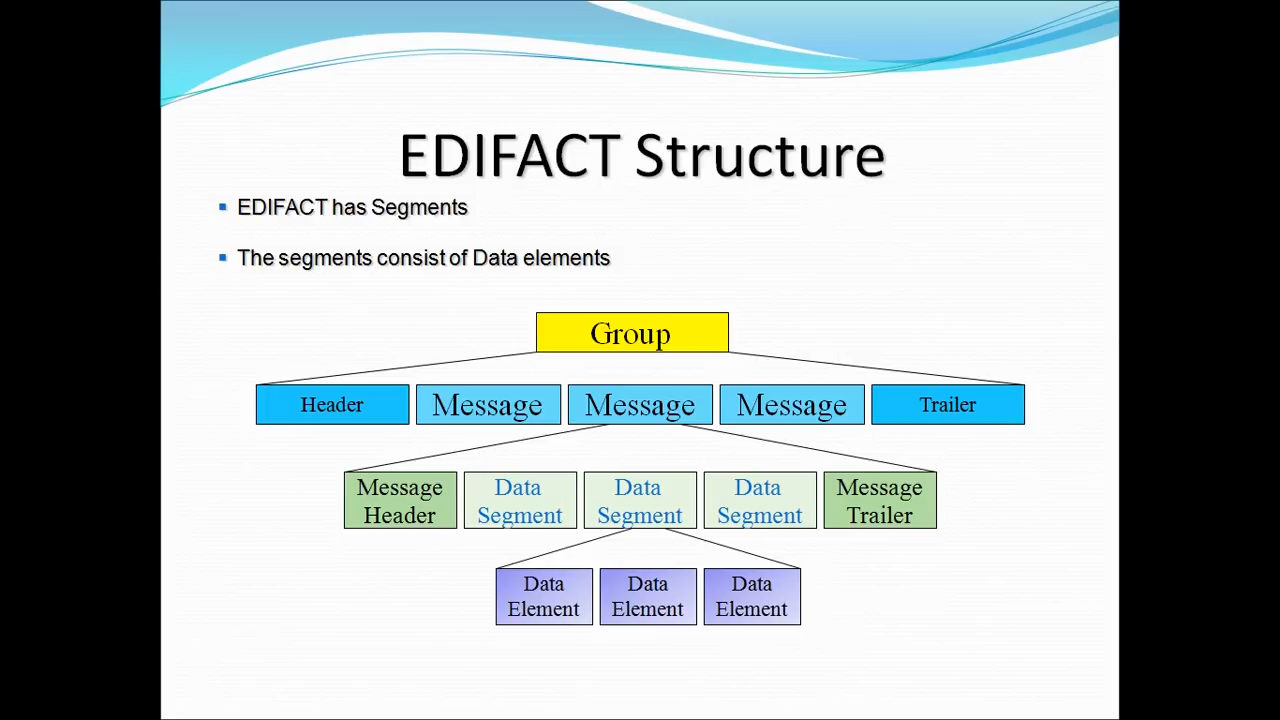 EDIFACT Structure
EDIFACT has Segments
The segments consist of Data elements
Group
Header
Message
Message
Message
Trailer
Message
Header
Data
Segment
Data
Segment
Data
Segment
Message
Trailer
Data
Element
Data
Element
Data
Element